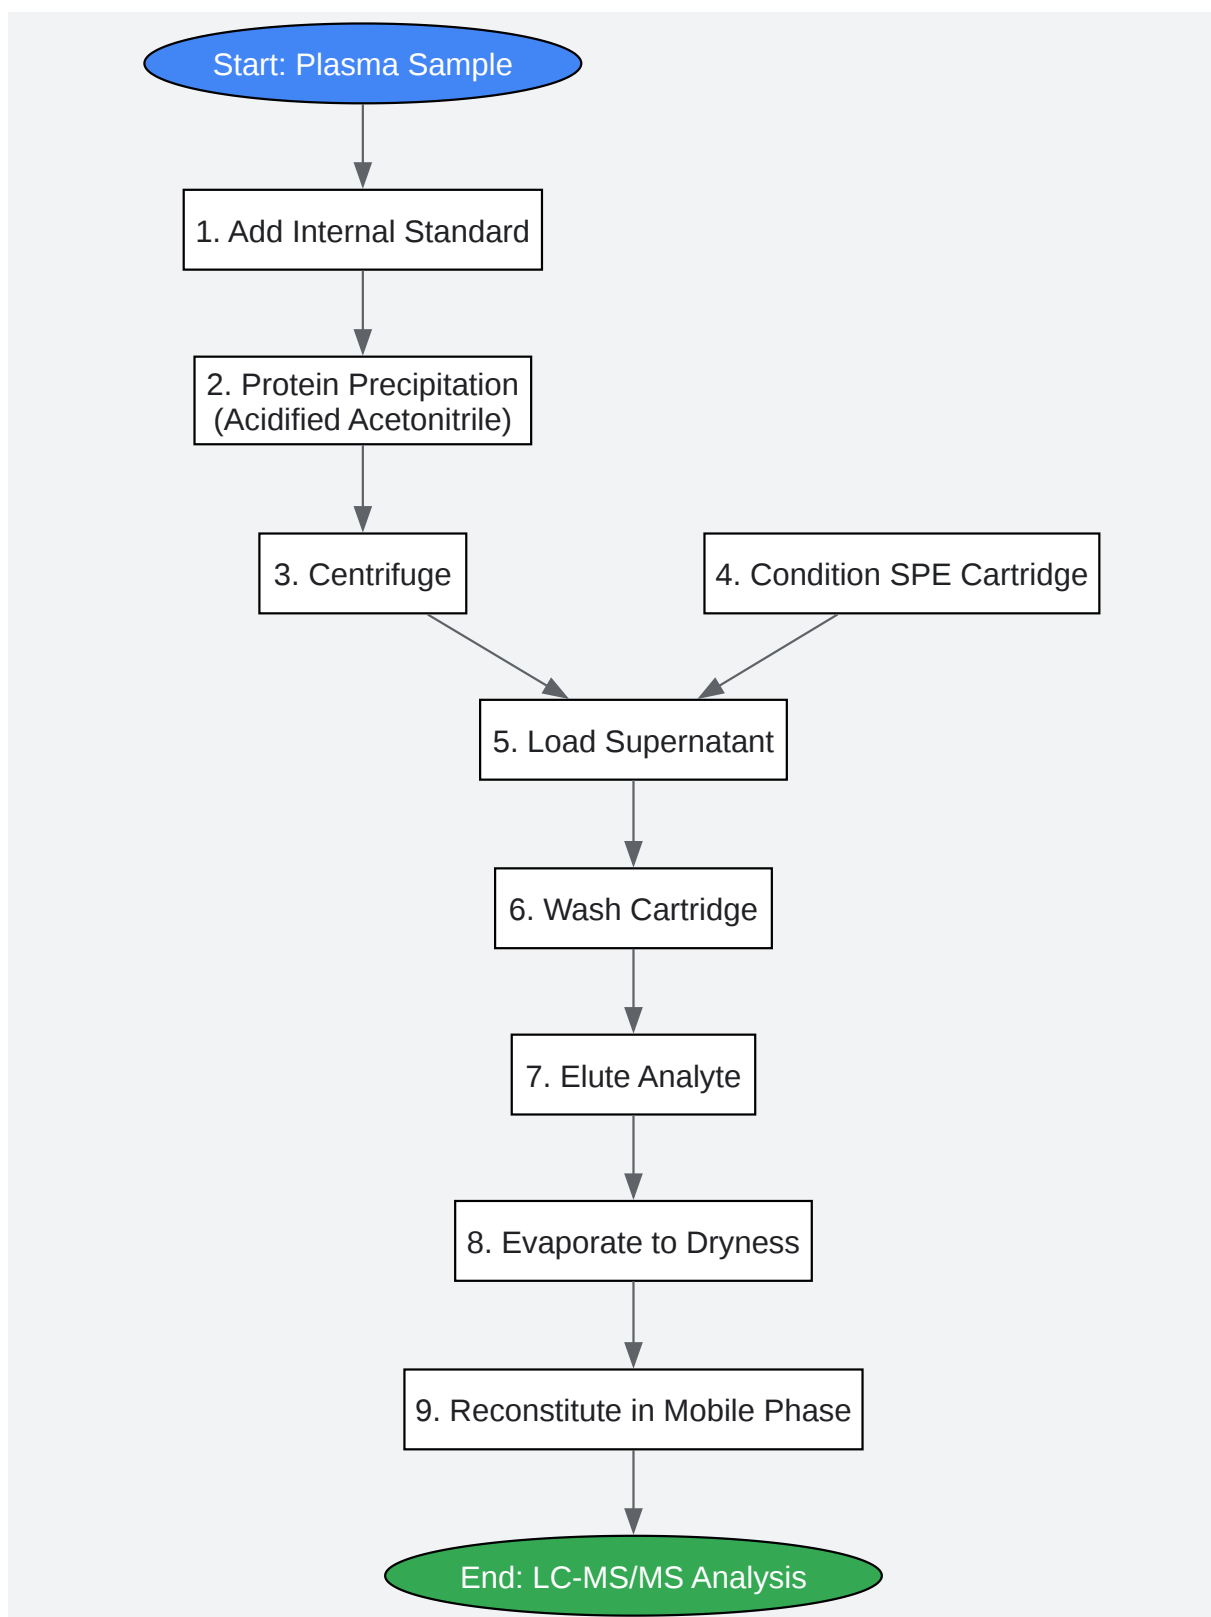 Start: Plasma Sample
1. Add Internal Standard
2. Protein Precipitation
(Acidified Acetonitrile)
3. Centrifuge
4. Condition SPE Cartridge
5. Load Supernatant
6. Wash Cartridge
7. Elute Analyte
8. Evaporate to Dryness
9. Reconstitute in Mobile Phase
End: LC-MS/MS Analysis